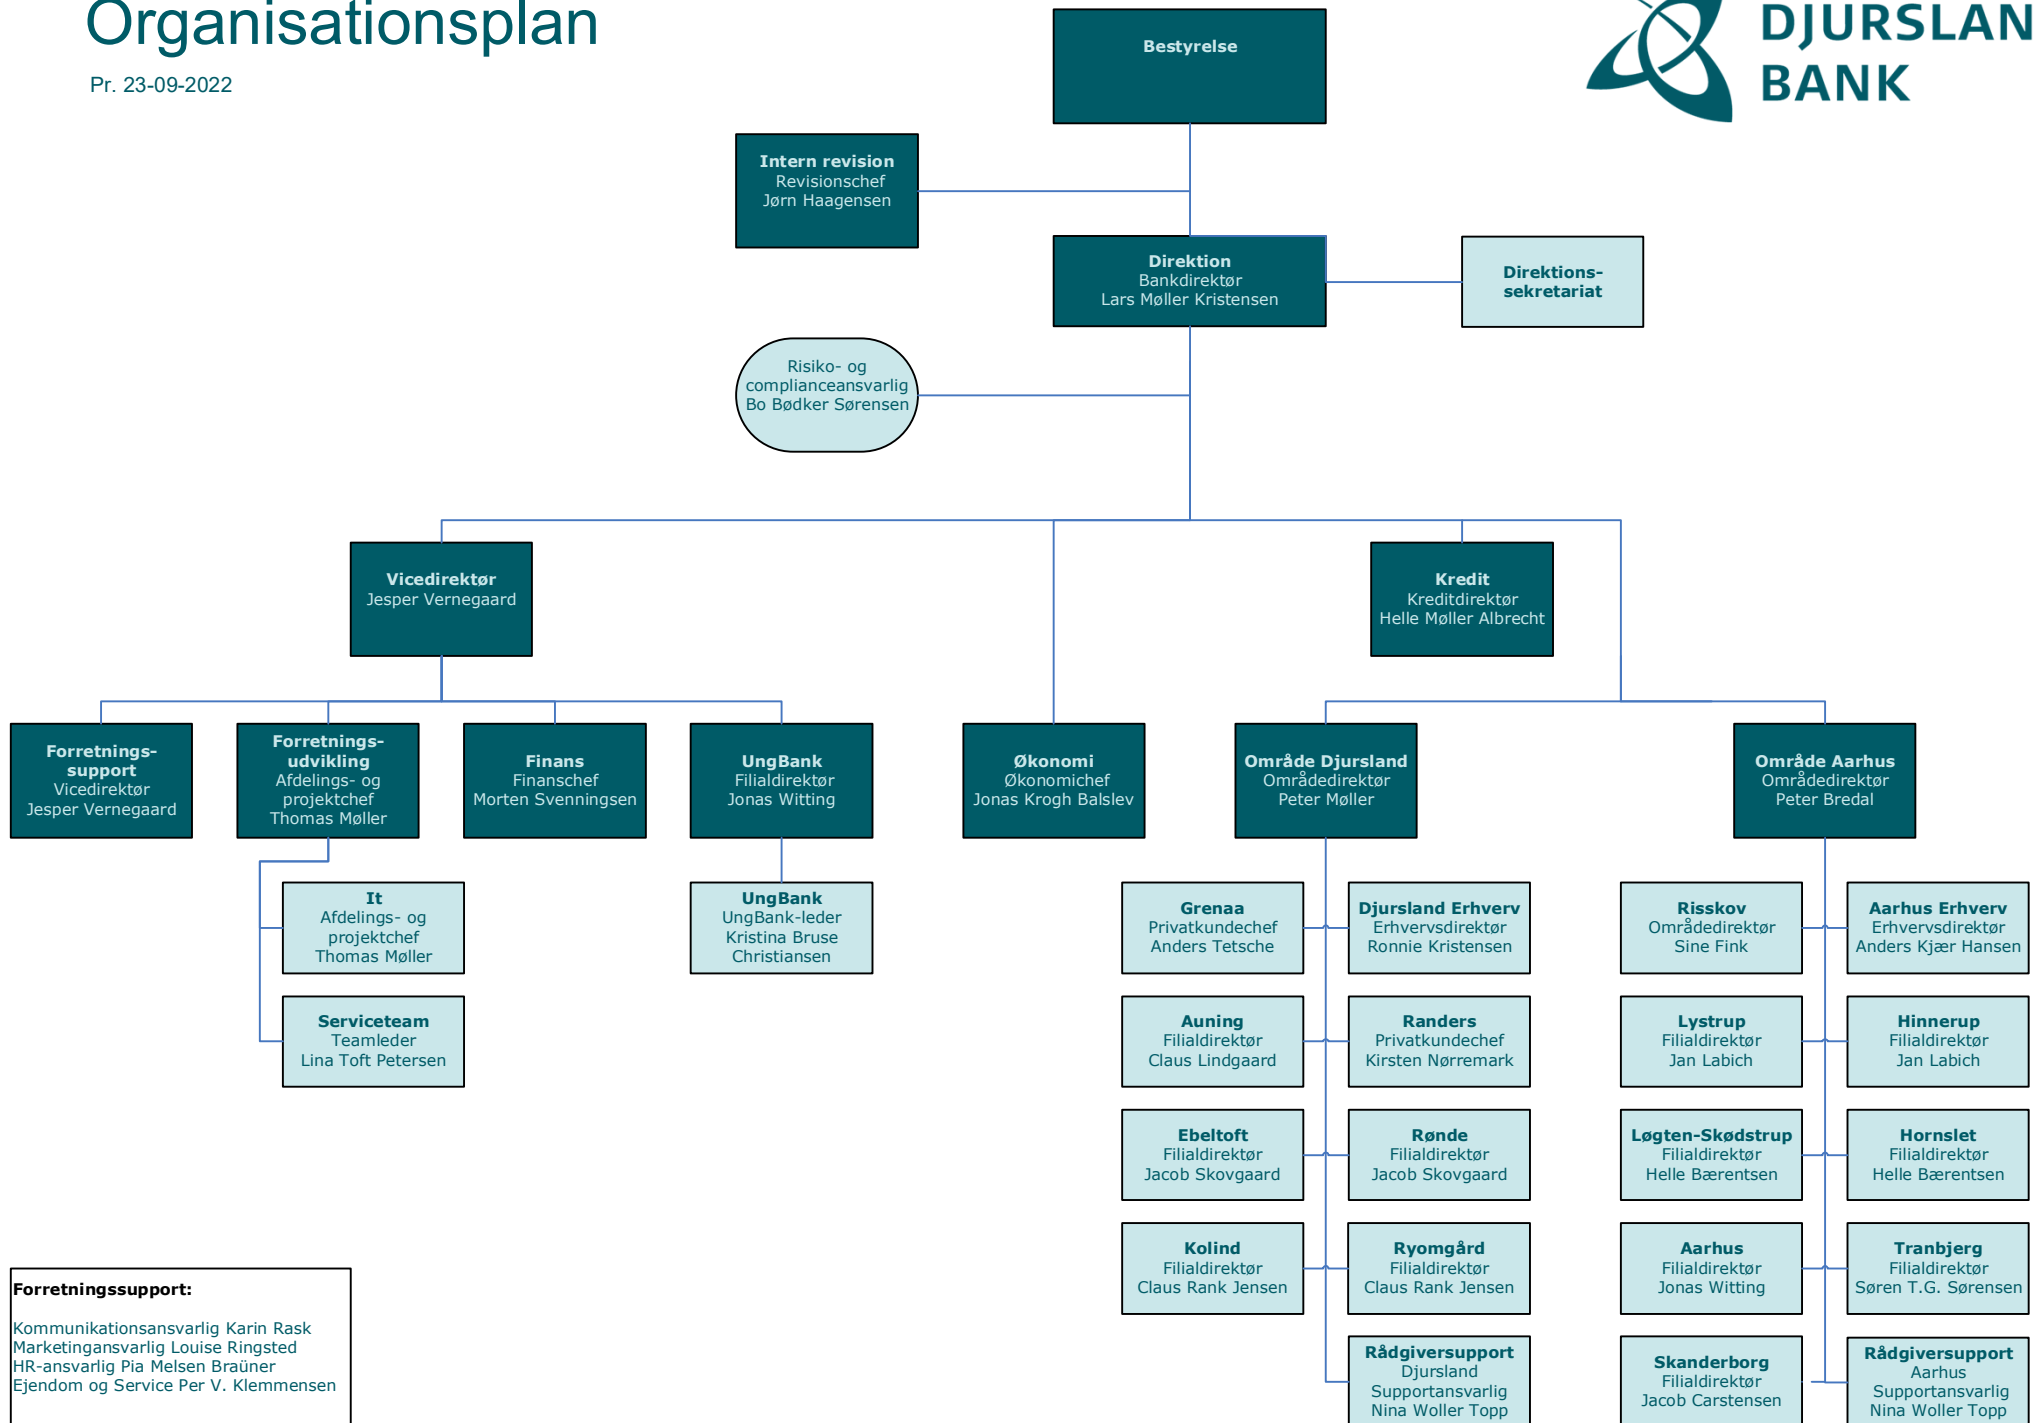 Organisationsplan
Pr. 23-09-2022
DJURSLAN
BANK
Bestyrelse
Intern revision
Revisionschef
Jørn Haagensen
Direktion
Bankdirektør
Lars Møller Kristensen
Direktions-
sekretariat
Risiko- og
complianceansvarlig
Bo Bødker Sørensen
Vicedirektør
Jesper Vernegaard
Kredit
Kreditdirektør
Helle Møller Albrecht
Forretnings-
support
Vicedirektør
Jesper Vernegaard
Forretnings-
udvikling
Afdelings- og
projektchef
Thomas Møller
Finans
Finanschef
Morten Svenningsen
UngBank
Filialdirektør
Jonas Witting
Økonomi
Økonomichef
Jonas Krogh Balslev
Område Djursland
Områdedirektør
Peter Møller
Område Aarhus
Områdedirektør
Peter Bredal
It
Afdelings- og
projektchef
Thomas Møller
UngBank
UngBank-leder
Kristina Bruse
Christiansen
Grenaa
Privatkundechef
Anders Tetsche
Djursland Erhverv
Erhvervsdirektør
Ronnie Kristensen
Risskov
Områdedirektør
Sine Fink
Aarhus Erhverv
Erhvervsdirektør
Anders Kjær Hansen
Serviceteam
Teamleder
Lina Toft Petersen
Auning
Filialdirektør
Claus Lindgaard
Randers
Privatkundechef
Kirsten Nørremark
Lystrup
Filialdirektør
Jan Labich
Hinnerup
Filialdirektør
Jan Labich
Ebeltoft
Filialdirektør
Jacob Skovgaard
Rønde
Filialdirektør
Jacob Skovgaard
Løgten-Skødstrup
Filialdirektør
Helle Bærentsen
Hornslet
Filialdirektør
Helle Bærentsen
Kolind
Filialdirektør
Claus Rank Jensen
Ryomgård
Filialdirektør
Claus Rank Jensen
Aarhus
Filialdirektør
Jonas Witting
Tranbjerg
Filialdirektør
Søren T.G. Sørensen
Rådgiversupport
Djursland
Supportansvarlig
Nina Woller Topp
Skanderborg
Filialdirektør
Jacob Carstensen
Rådgiversupport
Aarhus
Supportansvarlig
Nina Woller Topp
Forretningssupport:
Kommunikationsansvarlig Karin Rask
Marketingansvarlig Louise Ringsted
HR-ansvarlig Pia Melsen Braüner
Ejendom og Service Per V. Klemmensen